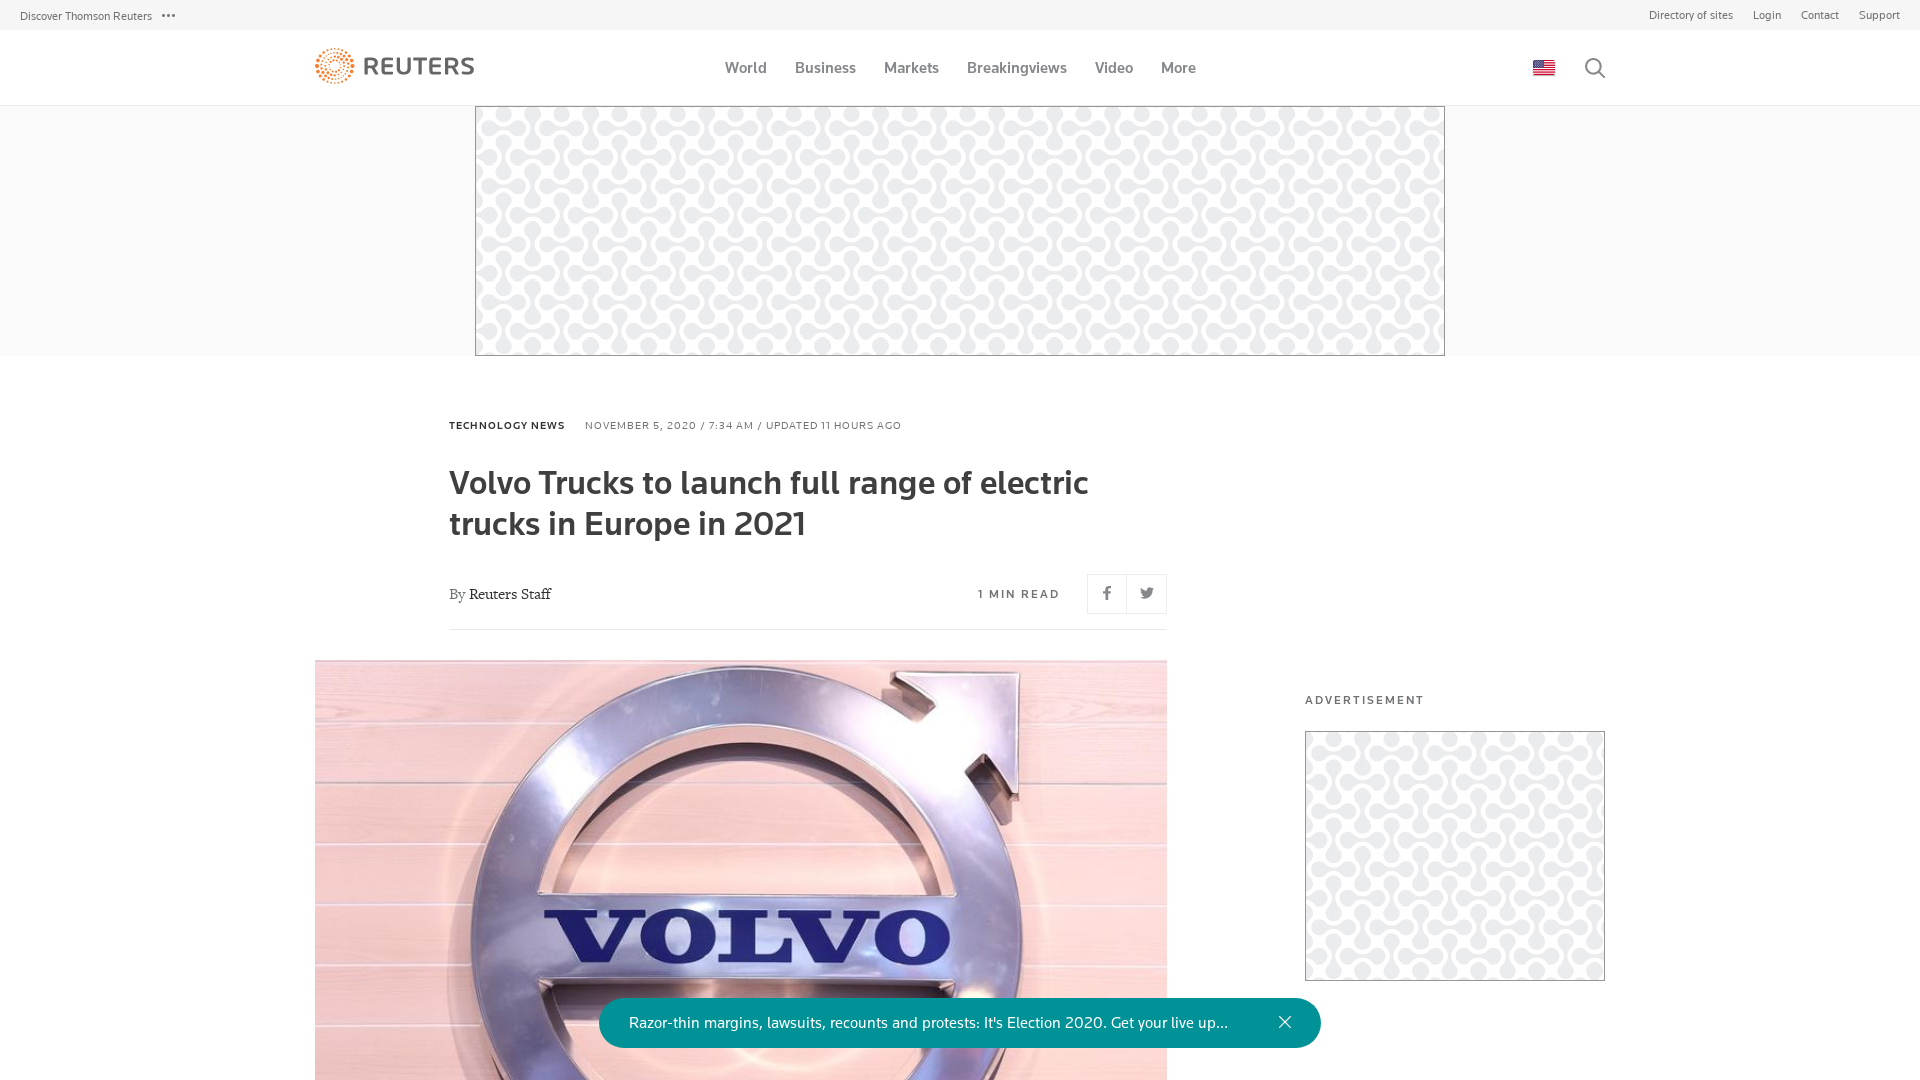 Discover Thomson Reuters
Directory of sites Login Contact Support
REUTERS World Business Markets Breakingviews Video More
TECHNOLOGY NEWS NOVEMBER 5, 2020 / 7:34 AM / UPDATED 11 HOURS AGO
Volvo Trucks to launch full range of electric
trucks in Europe in 2021
By Reuters Staff 1 MIN READ
ADVERTISEMENT
VOLVO
Razor-thin margins, lawsuits, recounts and protests: It's Election 2020. Get your live up...